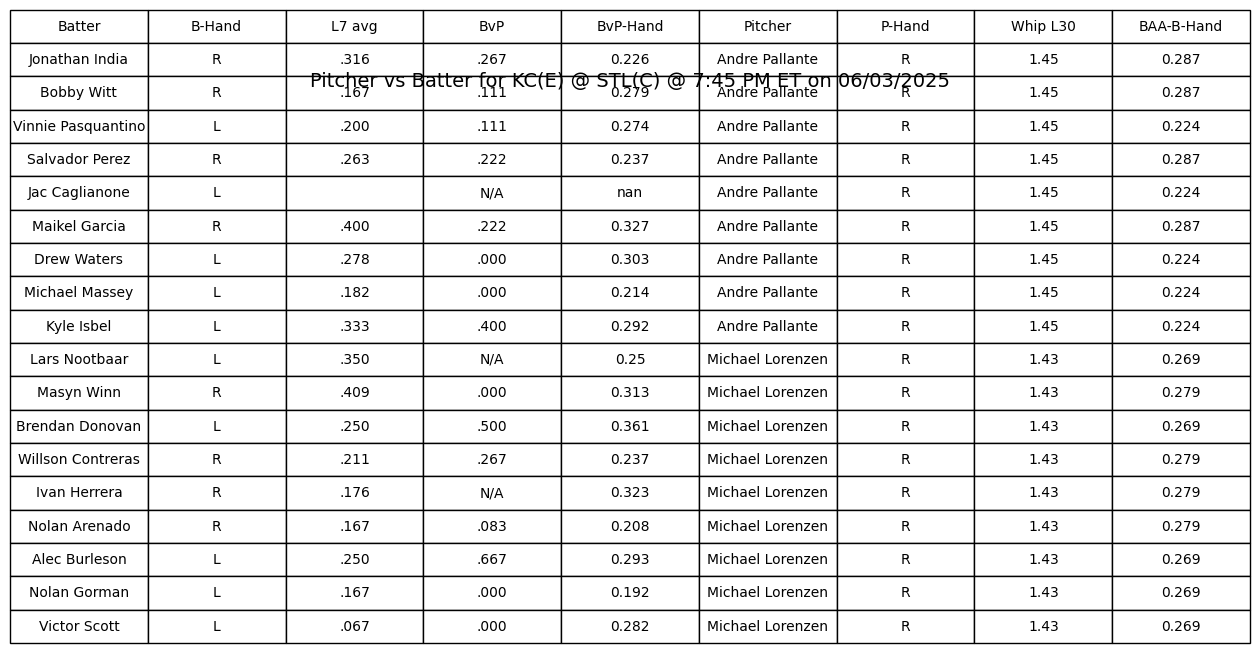 Batter B-Hand L7 avg BvP BvP-Hand Pitcher P-Hand Whip L30 BAA-B-Hand
Jonathan India R .316 .267 0.226 Andre Pallante R 1.45 0.287
Pitcher vs Batter for KC(E) @ STL(C) @ 7:45 PM ET on 06/03/2025
Bobby Witt R .167 .111 0.279 Andre Pallante R 1.45 0.287
Vinnie Pasquantino L .200 .111 0.274 Andre Pallante R 1.45 0.224
Salvador Perez R .263 .222 0.237 Andre Pallante R 1.45 0.287
Jac Caglianone L N/A nan Andre Pallante R 1.45 0.224
Maikel Garcia R .400 .222 0.327 Andre Pallante R 1.45 0.287
Drew Waters L .278 .000 0.303 Andre Pallante R 1.45 0.224
Michael Massey L .182 .000 0.214 Andre Pallante R 1.45 0.224
Kyle Isbel L .333 .400 0.292 Andre Pallante R 1.45 0.224
Lars Nootbaar L .350 N/A 0.25 Michael Lorenzen R 1.43 0.269
Masyn Winn R .409 .000 0.313 Michael Lorenzen R 1.43 0.279
Brendan Donovan L .250 .500 0.361 Michael Lorenzen R 1.43 0.269
Willson Contreras R .211 .267 0.237 Michael Lorenzen R 1.43 0.279
Ivan Herrera R .176 N/A 0.323 Michael Lorenzen R 1.43 0.279
Nolan Arenado R .167 .083 0.208 Michael Lorenzen R 1.43 0.279
Alec Burleson L .250 .667 0.293 Michael Lorenzen R 1.43 0.269
Nolan Gorman L .167 .000 0.192 Michael Lorenzen R 1.43 0.269
Victor Scott L .067 .000 0.282 Michael Lorenzen R 1.43 0.269